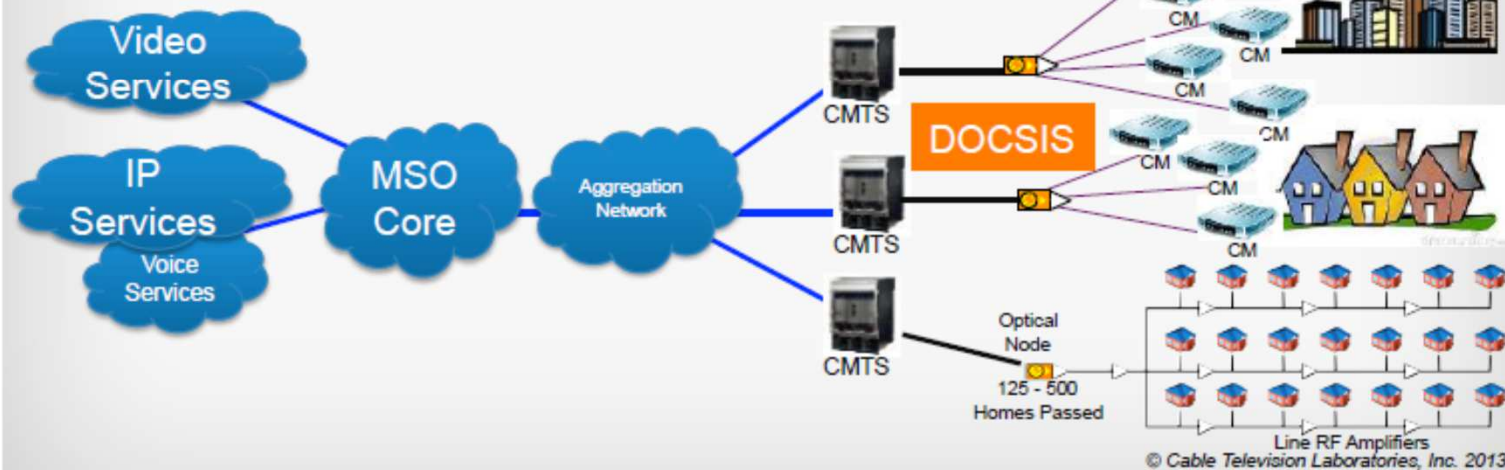 Video
Services
IP
Services
Voice
Services
MSO
Core
Aggregation
Network
CMTS
CMTS
CMTS
DOCSIS
CM
CM
CM
CM
CM
CM
CM
Optical
Node
125 - 500
Homes Passed
Line RF Amplifiers
© Cable Television Laboratories, Inc. 2013